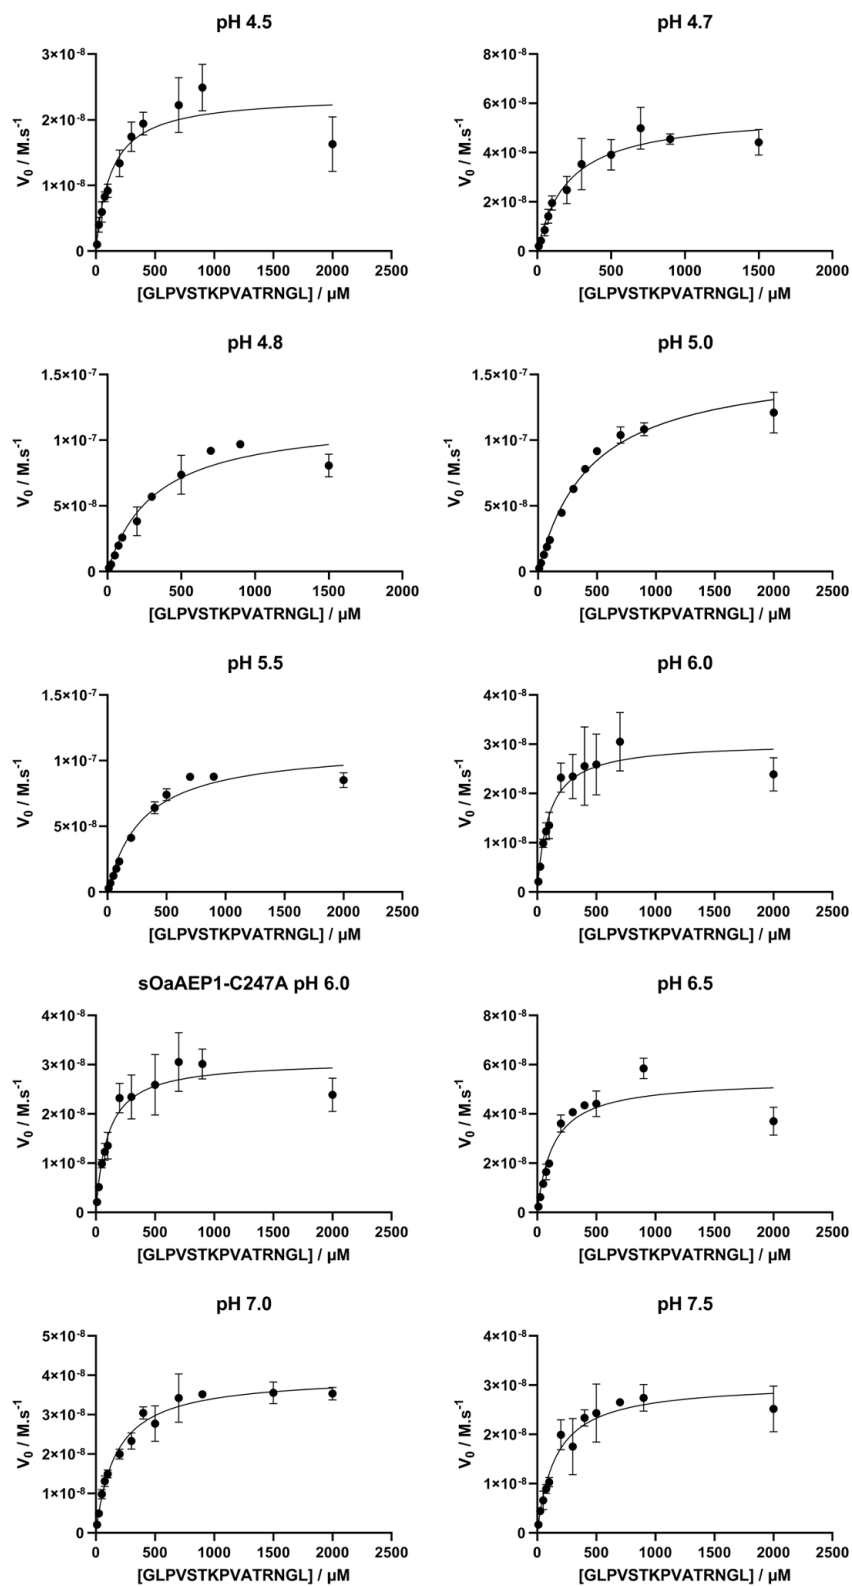 pH 4.5
3×10⁻⁸
2×10⁻⁸
1×10⁻⁸
0
V₀ / M.s⁻¹
0 500 1000 1500 2000 2500
[GLPVSTKPVATRNGL] / µM
pH 4.7
8×10⁻⁸
6×10⁻⁸
4×10⁻⁸
2×10⁻⁸
0
V₀ / M.s⁻¹
0 500 1000 1500 2000
[GLPVSTKPVATRNGL] / µM
pH 4.8
1.5×10⁻⁷
1×10⁻⁷
5×10⁻⁸
0
V₀ / M.s⁻¹
0 500 1000 1500 2000
[GLPVSTKPVATRNGL] / µM
pH 5.0
1.5×10⁻⁷
1×10⁻⁷
5×10⁻⁸
0
V₀ / M.s⁻¹
0 500 1000 1500 2000 2500
[GLPVSTKPVATRNGL] / µM
pH 5.5
1.5×10⁻⁷
1×10⁻⁷
5×10⁻⁸
0
V₀ / M.s⁻¹
0 500 1000 1500 2000 2500
[GLPVSTKPVATRNGL] / µM
pH 6.0
4×10⁻⁸
3×10⁻⁸
2×10⁻⁸
1×10⁻⁸
0
V₀ / M.s⁻¹
0 500 1000 1500 2000 2500
[GLPVSTKPVATRNGL] / µM
sOaAEP1-C247A pH 6.0
4×10⁻⁸
3×10⁻⁸
2×10⁻⁸
1×10⁻⁸
0
V₀ / M.s⁻¹
0 500 1000 1500 2000 2500
[GLPVSTKPVATRNGL] / µM
pH 6.5
8×10⁻⁸
6×10⁻⁸
4×10⁻⁸
2×10⁻⁸
0
V₀ / M.s⁻¹
0 500 1000 1500 2000 2500
[GLPVSTKPVATRNGL] / µM
pH 7.0
5×10⁻⁸
4×10⁻⁸
3×10⁻⁸
2×10⁻⁸
1×10⁻⁸
0
V₀ / M.s⁻¹
0 500 1000 1500 2000 2500
[GLPVSTKPVATRNGL] / µM
pH 7.5
4×10⁻⁸
3×10⁻⁸
2×10⁻⁸
1×10⁻⁸
0
V₀ / M.s⁻¹
0 500 1000 1500 2000 2500
[GLPVSTKPVATRNGL] / µM